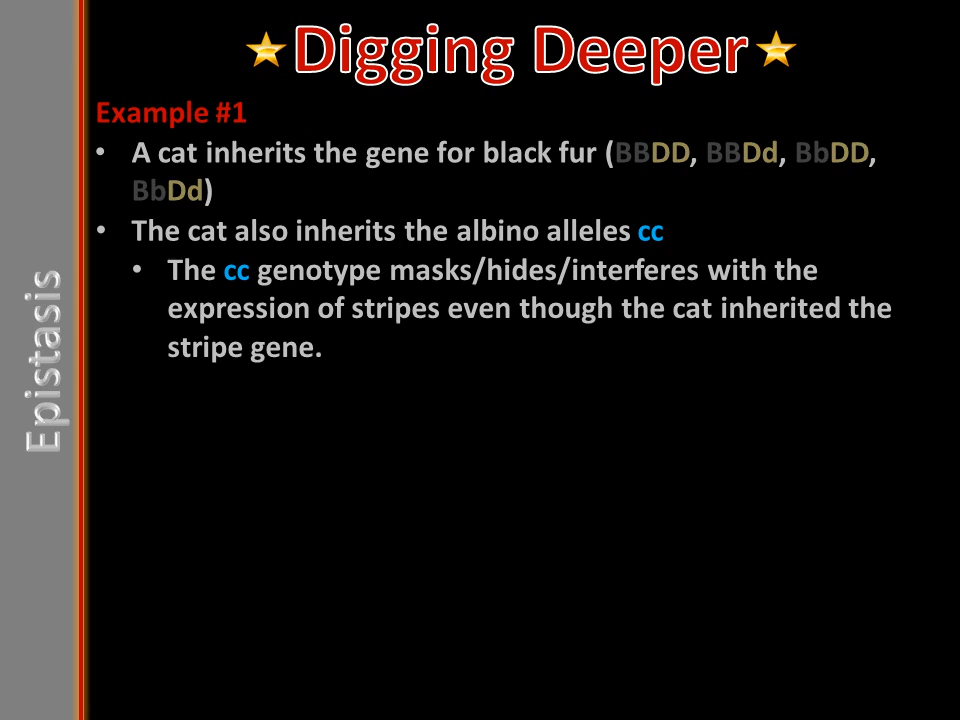 Digging Deeper
Example #1
• A cat inherits the gene for black fur (BBDD, BBDd, BbDD,
BbDd)
• The cat also inherits the albino alleles cc
• The cc genotype masks/hides/interferes with the
expression of stripes even though the cat inherited the
stripe gene.
Epistasis